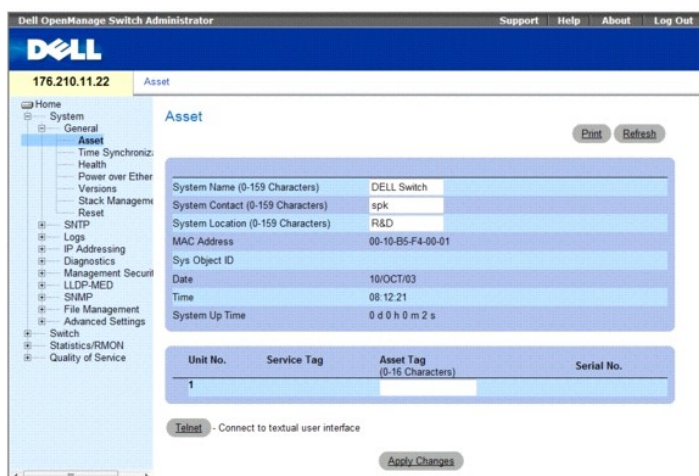 Dell OpenManage Switch Administrator
Support Help About Log Out
DELL
176.210.11.22
Asset
Home
System
General
Asset
Time Synchroniz
Health
Power over Ether
Versions
Stack Manageme
Reset
SNTP
Logs
IP Addressing
Diagnostics
Management Securit
LLDP-MED
SNMP
File Management
Advanced Settings
Switch
Statistics/RMON
Quality of Service
Asset
Print Refresh
System Name (0-159 Characters) DELL Switch
System Contact (0-159 Characters) spk
System Location (0-159 Characters) R&D
MAC Address 00-10-B5-F4-00-01
Sys Object ID
Date 10/OCT/03
Time 08:12:21
System Up Time 0 d 0 h 0 m 2 s
Unit No. Service Tag Asset Tag (0-16 Characters) Serial No.
1
Telnet - Connect to textual user interface
Apply Changes